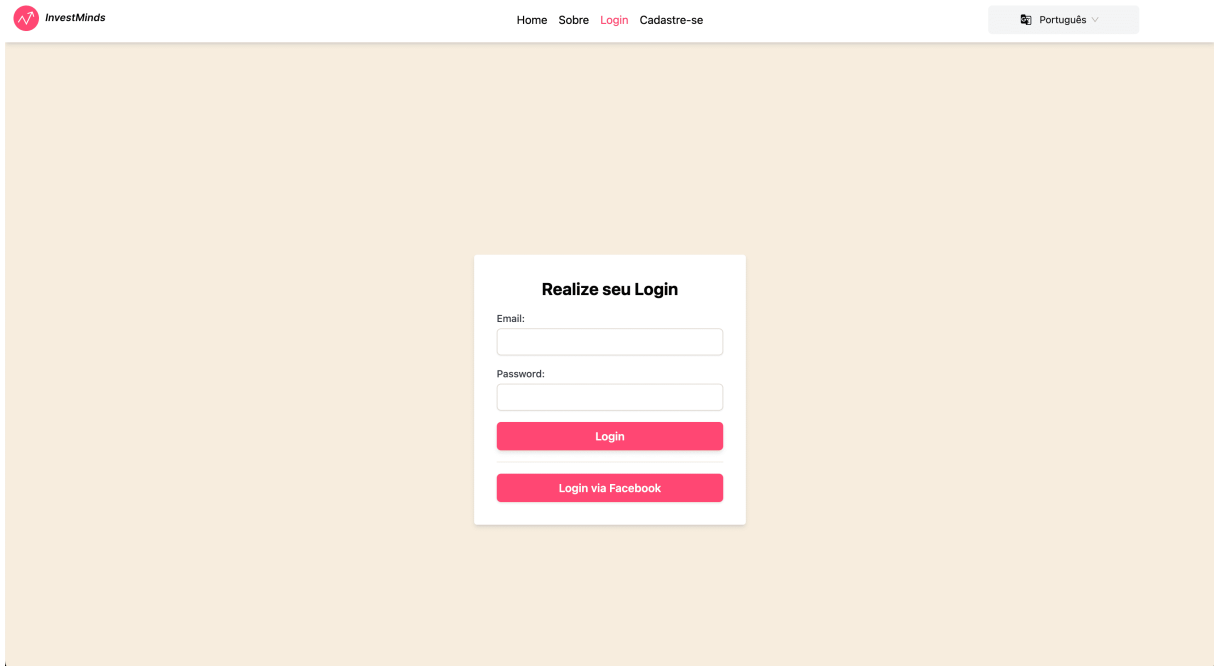 InvestMinds
Home Sobre Login Cadastre-se
Português
Realize seu Login
Email:
Password:
Login
Login via Facebook